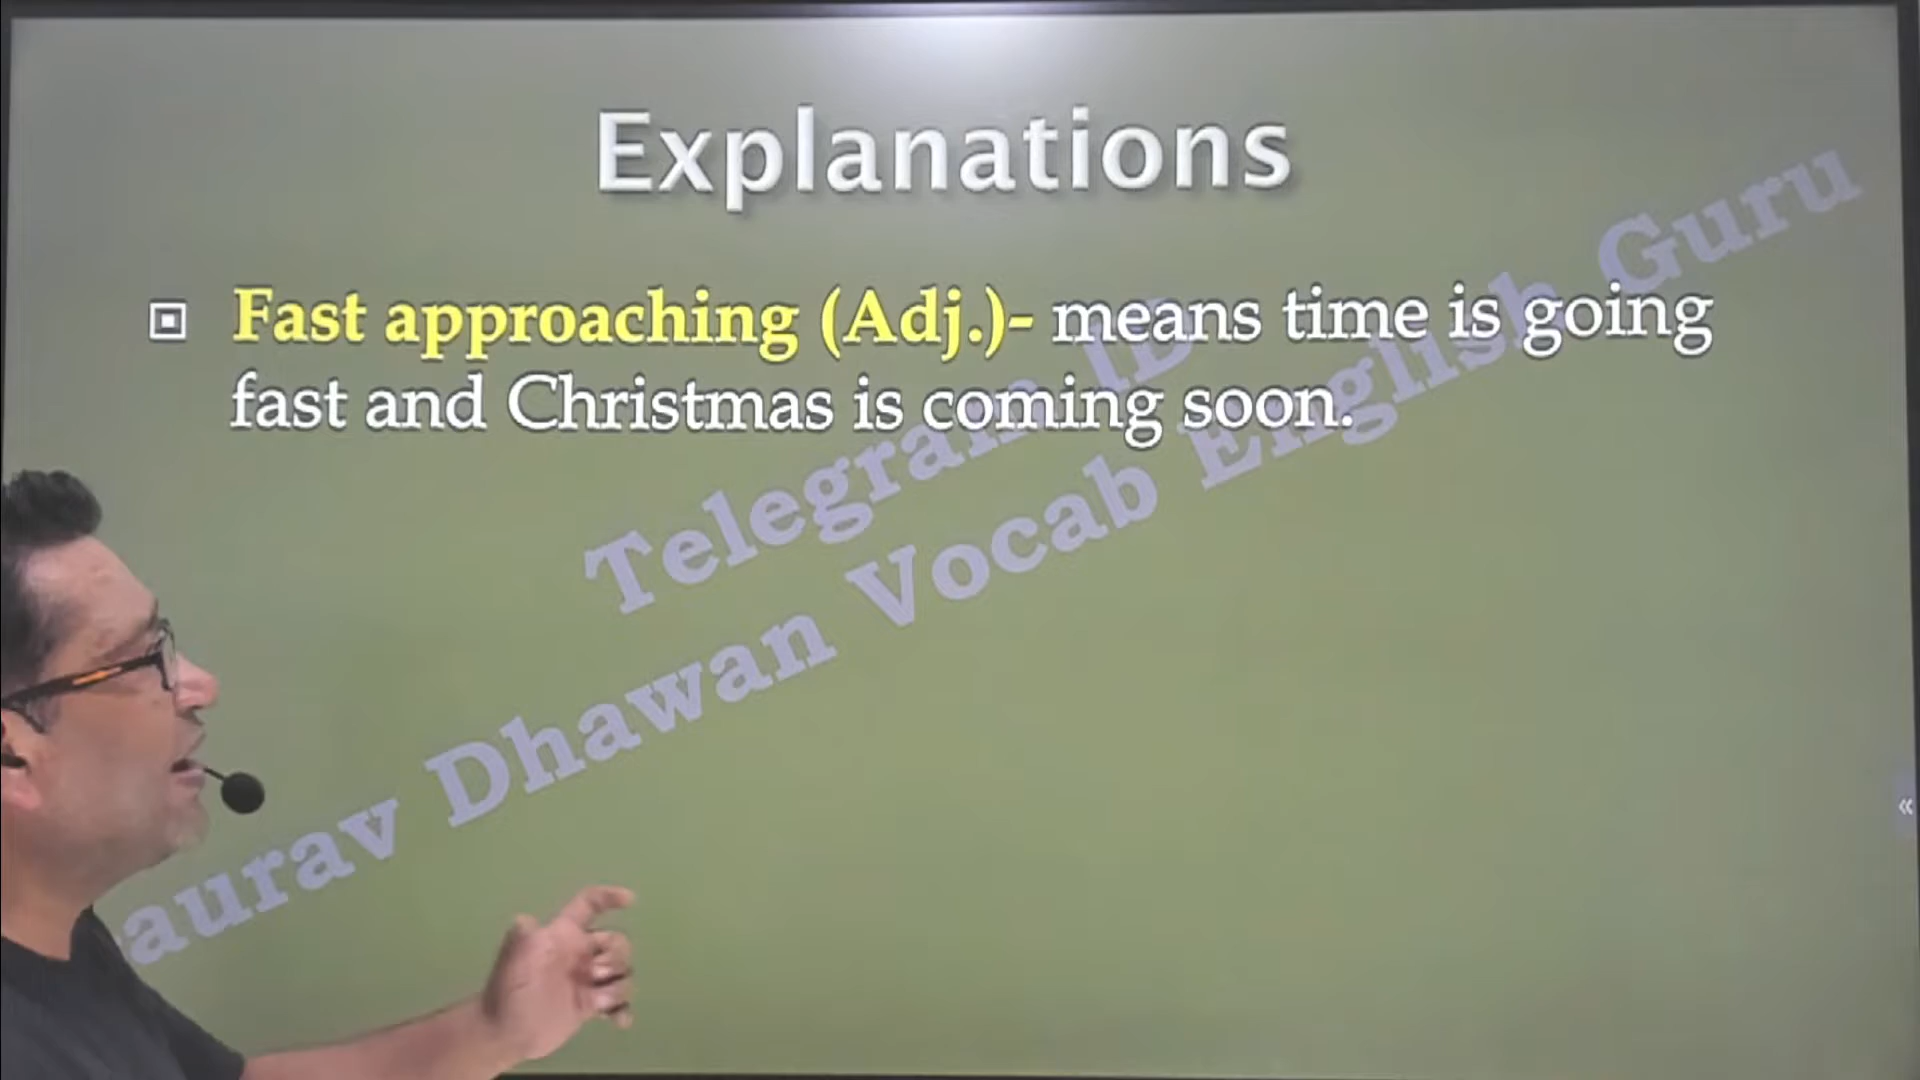 Explanations
Fast approaching (Adj.)- means time is going
fast and Christmas is coming soon.
Telegram ID
aurav Dhawan Vocab English Guru
«